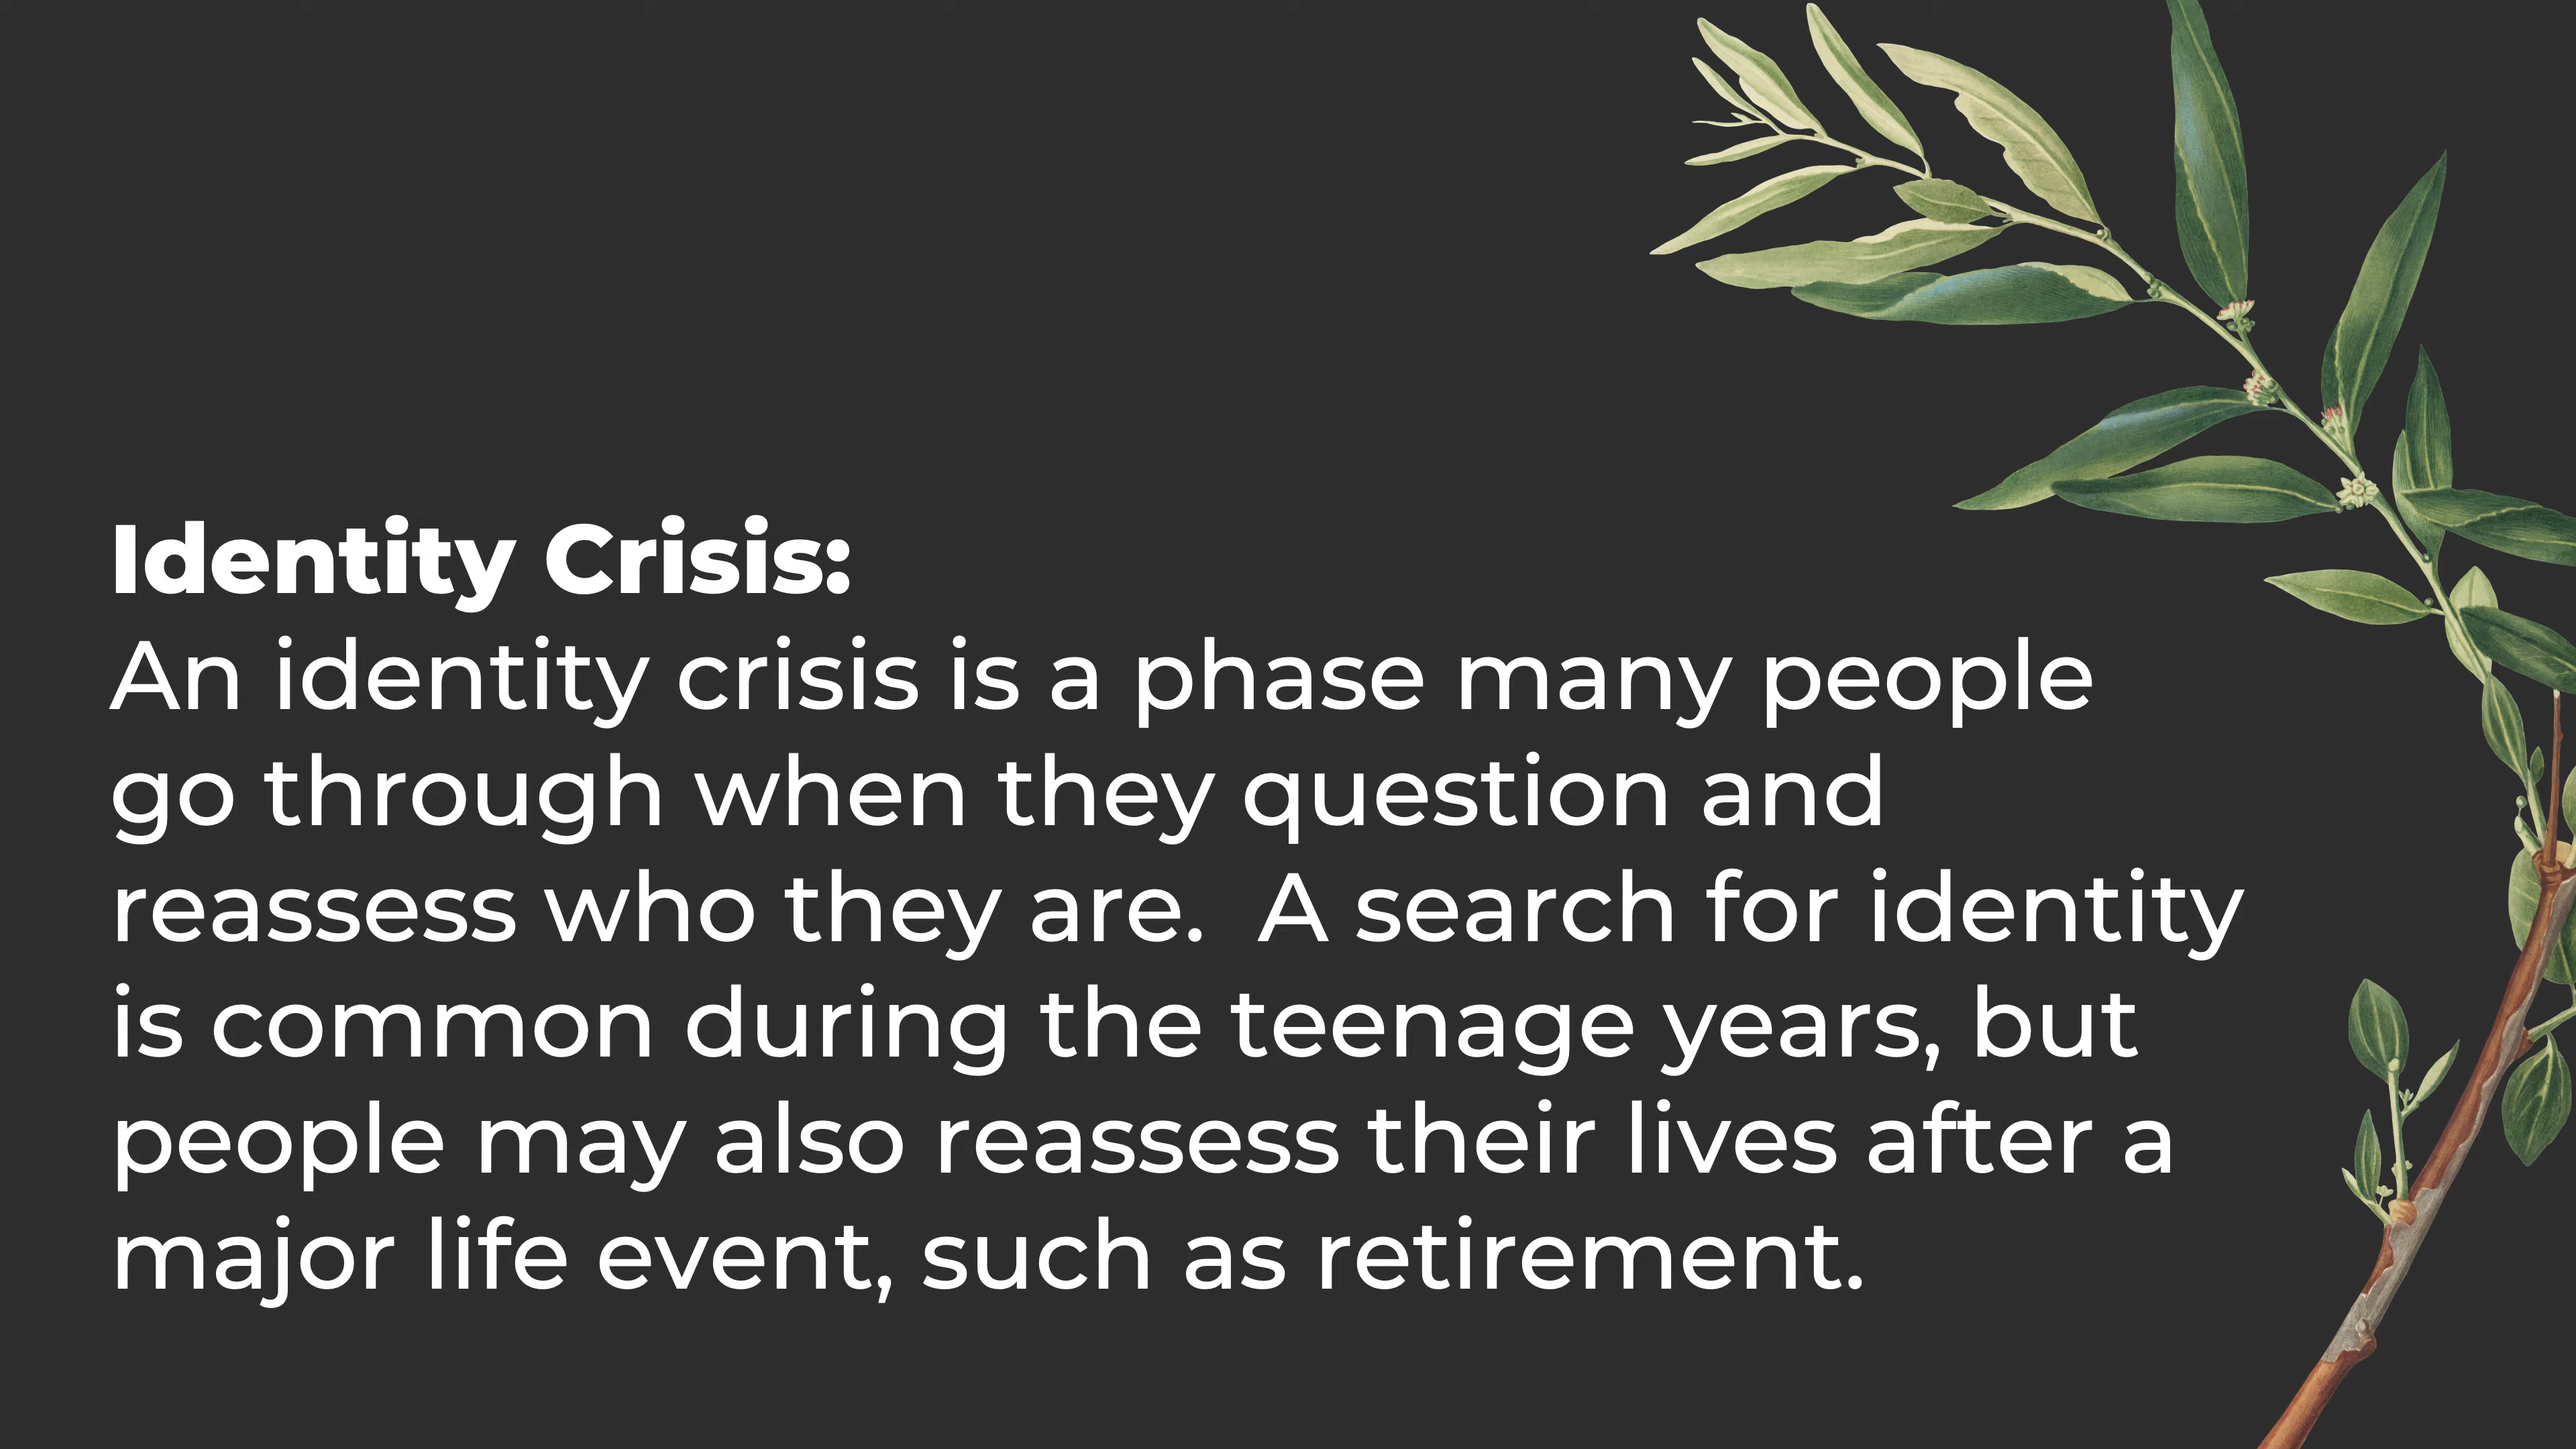 Identity Crisis:
An identity crisis is a phase many people
go through when they question and
reassess who they are.  A search for identity
is common during the teenage years, but
people may also reassess their lives after a
major life event, such as retirement.